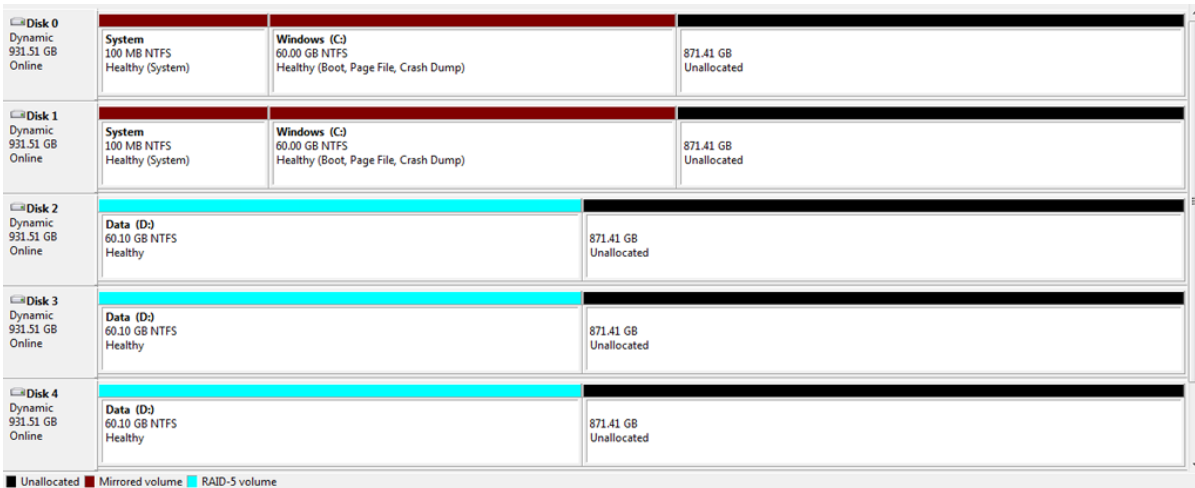 Disk 0
Dynamic
931.51 GB
Online
System
100 MB NTFS
Healthy (System)
Windows (C:)
60.00 GB NTFS
Healthy (Boot, Page File, Crash Dump)
871.41 GB
Unallocated
Disk 1
Dynamic
931.51 GB
Online
System
100 MB NTFS
Healthy (System)
Windows (C:)
60.00 GB NTFS
Healthy (Boot, Page File, Crash Dump)
871.41 GB
Unallocated
Disk 2
Dynamic
931.51 GB
Online
Data (D:)
60.10 GB NTFS
Healthy
871.41 GB
Unallocated
Disk 3
Dynamic
931.51 GB
Online
Data (D:)
60.10 GB NTFS
Healthy
871.41 GB
Unallocated
Disk 4
Dynamic
931.51 GB
Online
Data (D:)
60.10 GB NTFS
Healthy
871.41 GB
Unallocated
Unallocated Mirrored volume RAID-5 volume